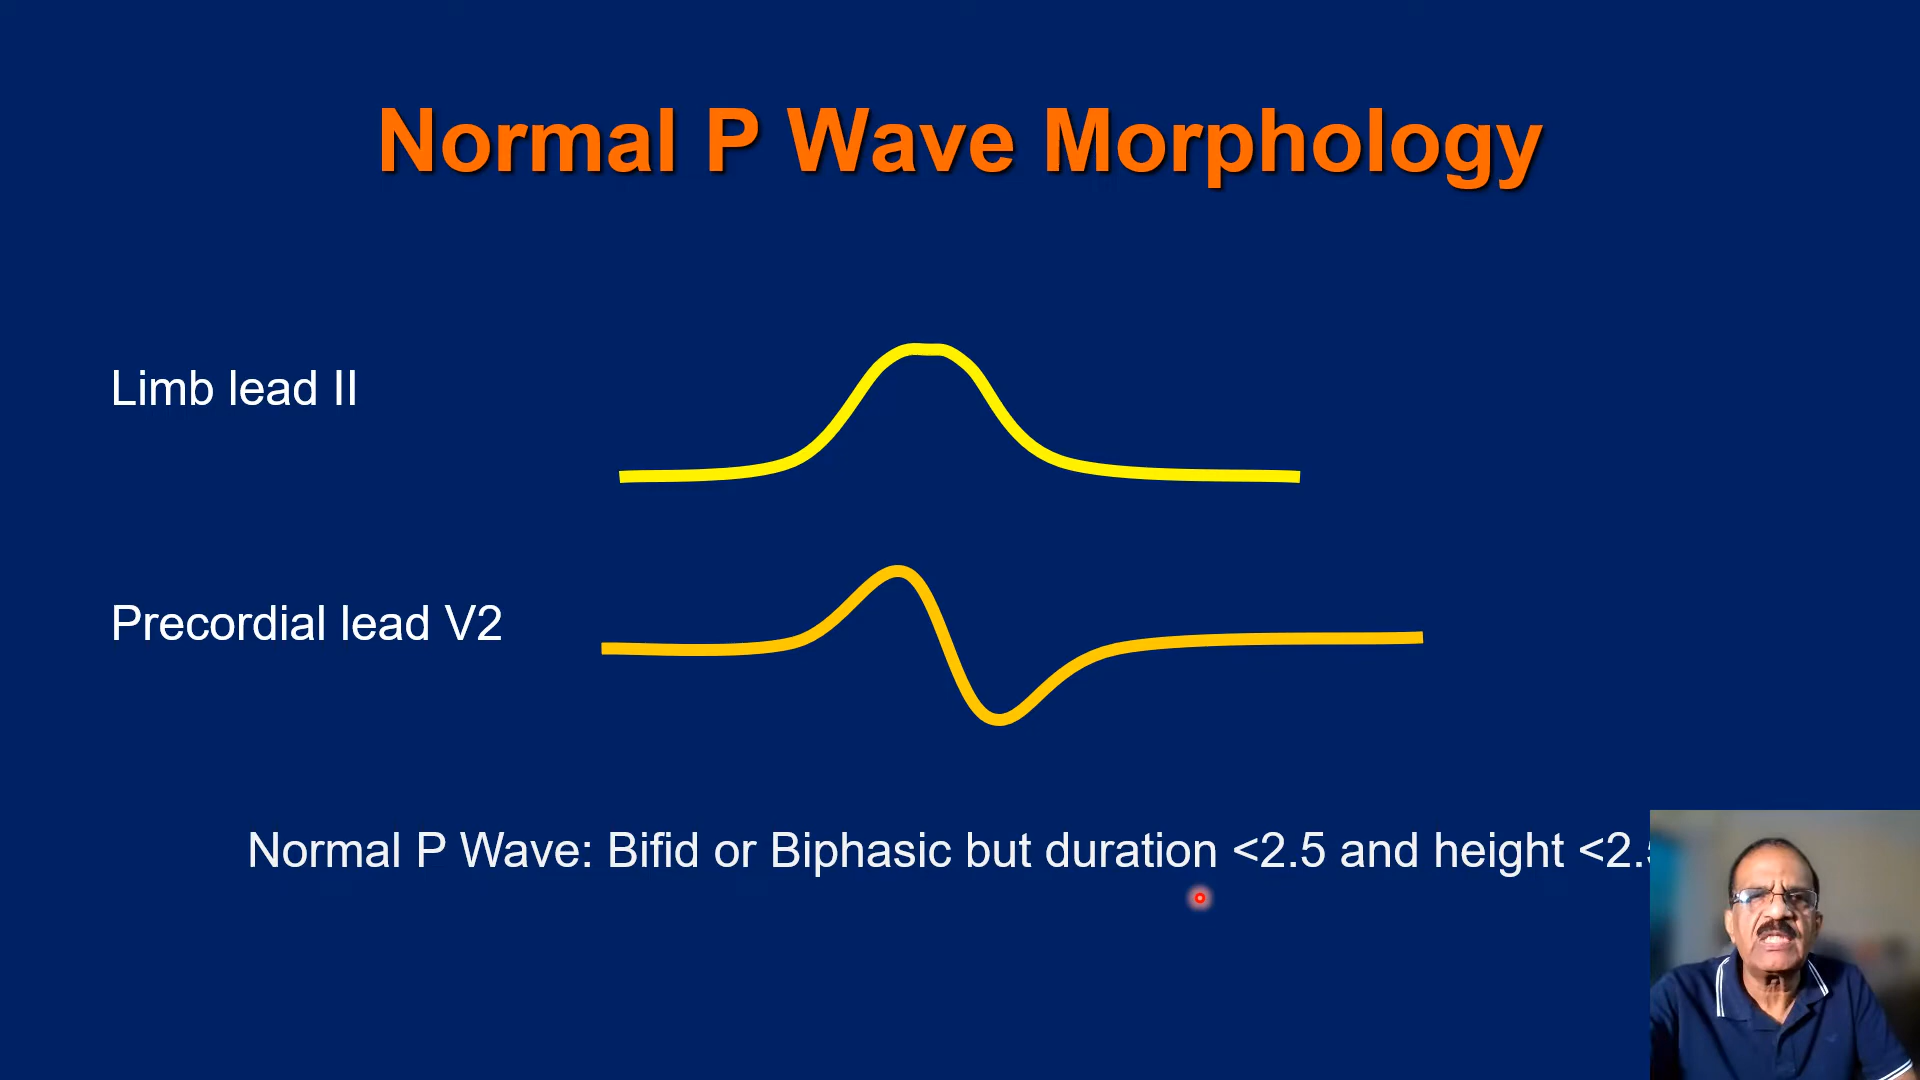 Normal P Wave Morphology
Limb lead II
Precordial lead V2
Normal P Wave: Bifid or Biphasic but duration <2.5 and height